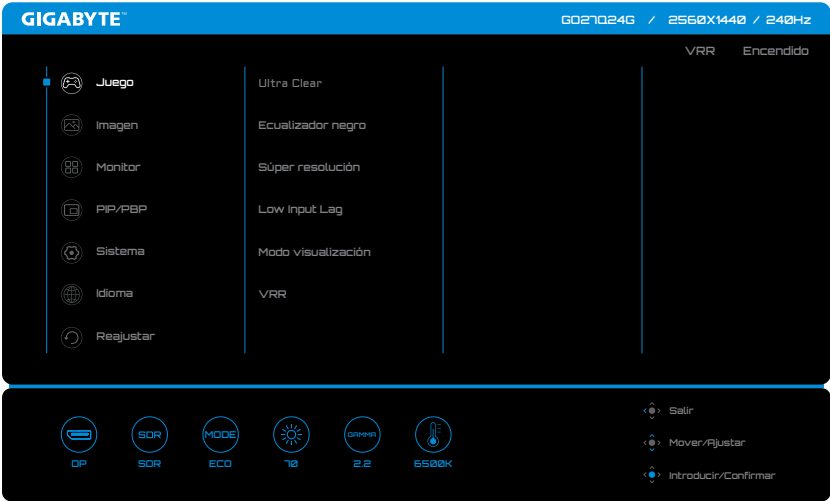 GIGABYTE™
GO27Q24G / 2560X1440 / 240Hz
VRR Encendido
Juego
Imagen
Monitor
PIP/PBP
Sistema
Idioma
Reajustar
Ultra Clear
Ecualizador negro
Súper resolución
Low Input Lag
Modo visualización
VRR
SDR
MODE
GAMMA
DP
SDR
ECO
70
2.2
6500K
Salir
Mover/Ajustar
Introducir/Confirmar